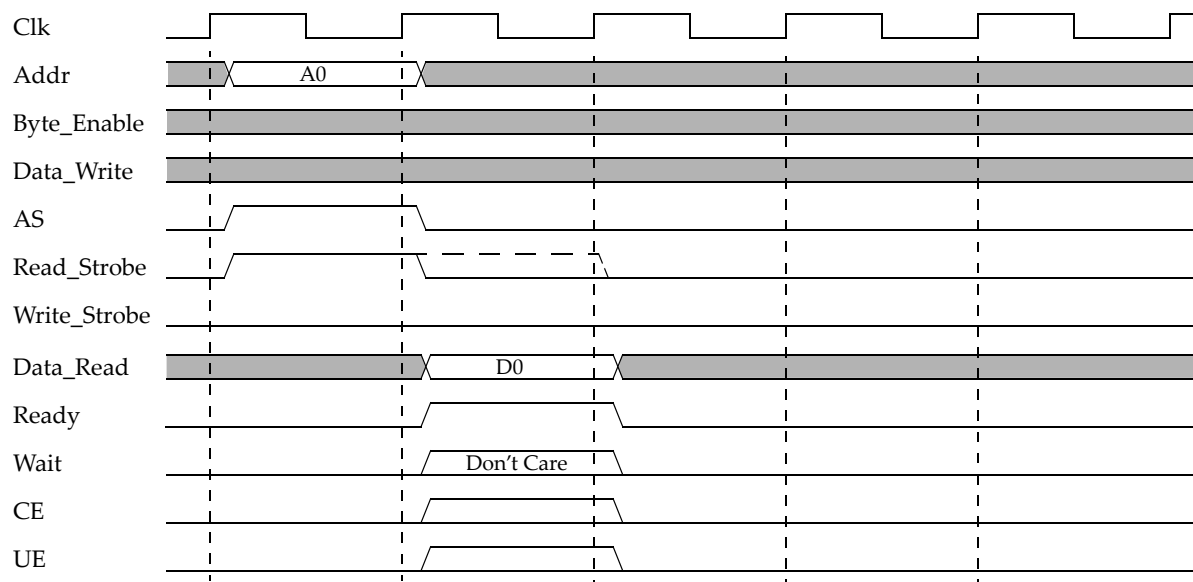 Clk
Addr A0
Byte_Enable
Data_Write
AS
Read_Strobe
Write_Strobe
Data_Read D0
Ready
Wait Don't Care
CE
UE